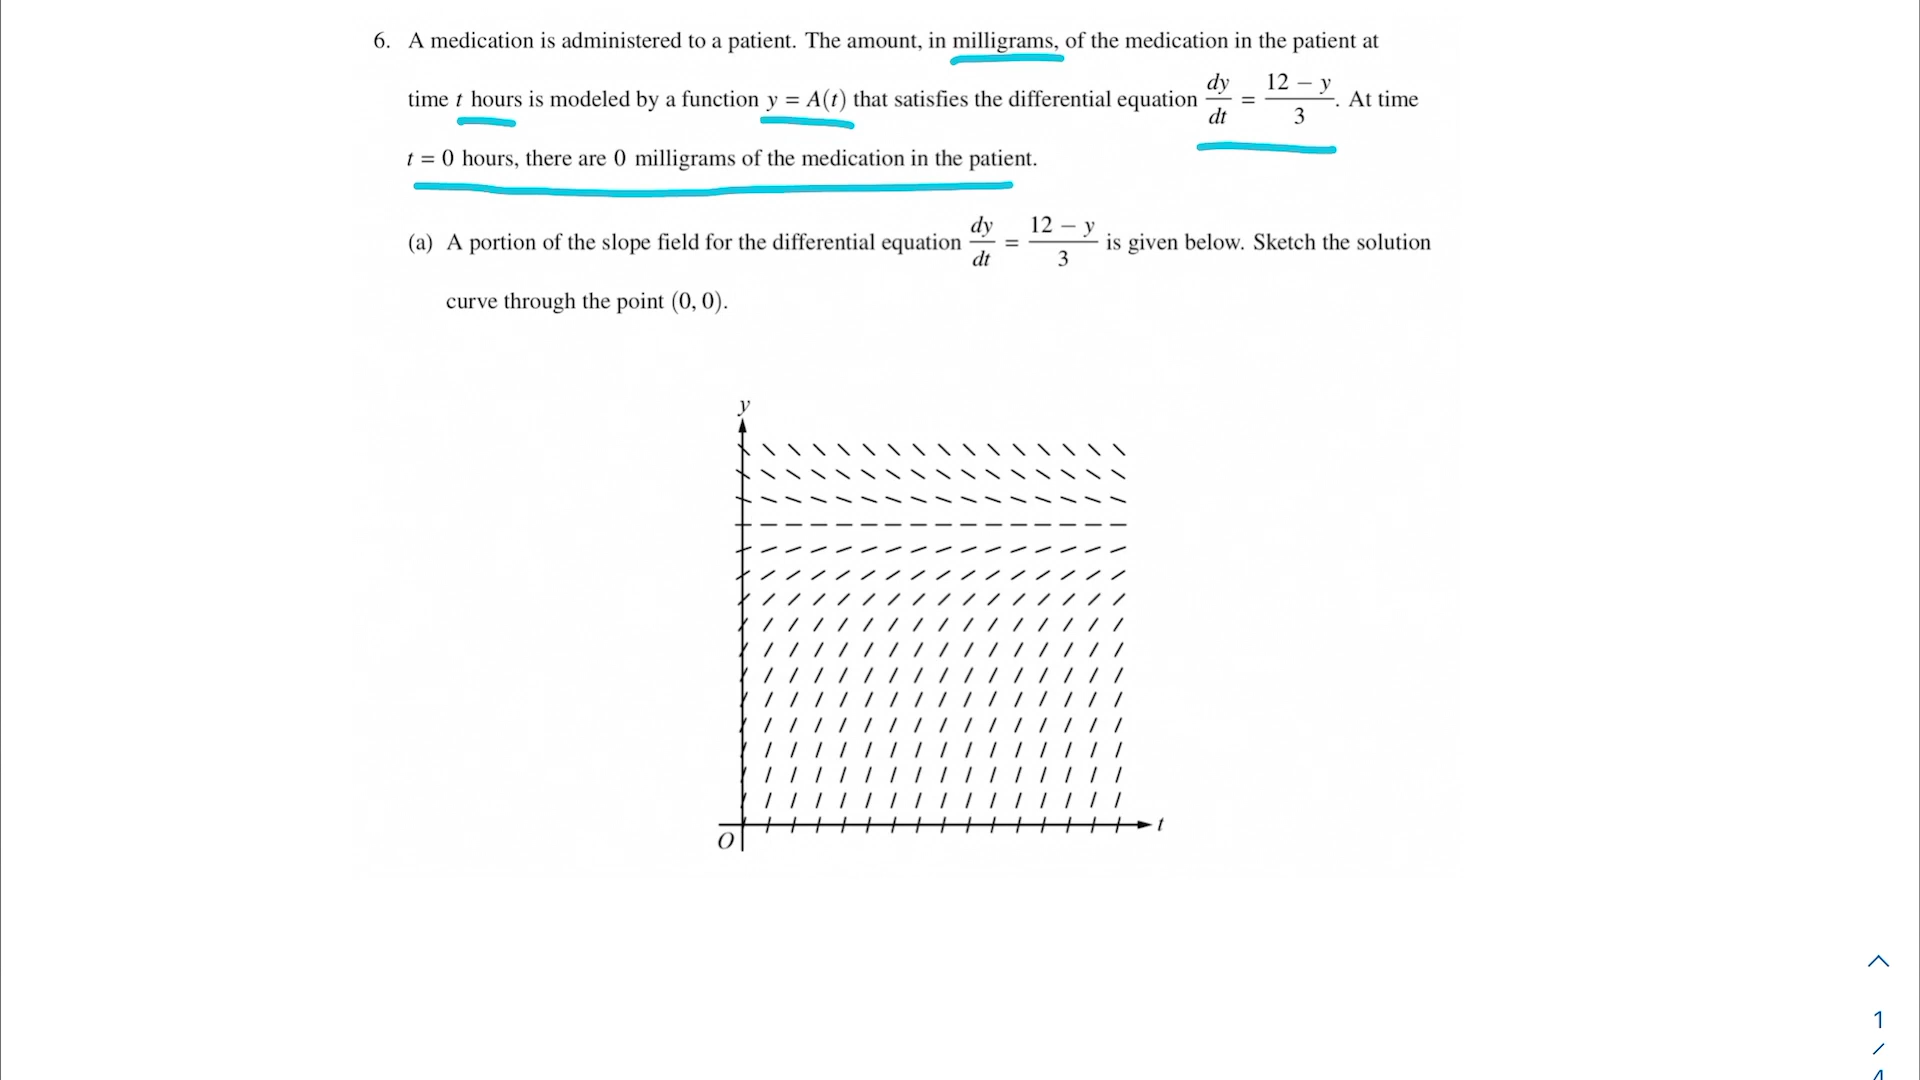 6. A medication is administered to a patient. The amount, in milligrams, of the medication in the patient at
time t hours is modeled by a function y = A(t) that satisfies the differential equation dy/dt = (12 − y)/3. At time
t = 0 hours, there are 0 milligrams of the medication in the patient.
(a) A portion of the slope field for the differential equation dy/dt = (12 − y)/3 is given below. Sketch the solution
curve through the point (0, 0).
y
t
O
1
/